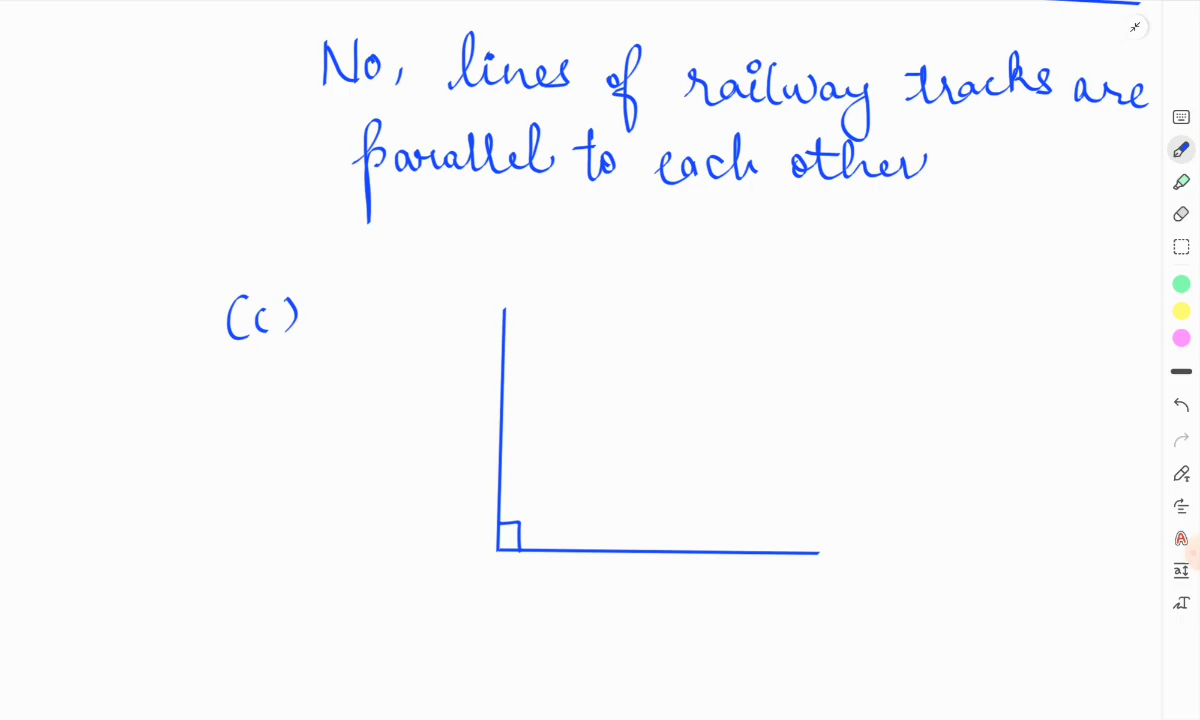 No, lines of railway tracks are
parallel to each other
(c)